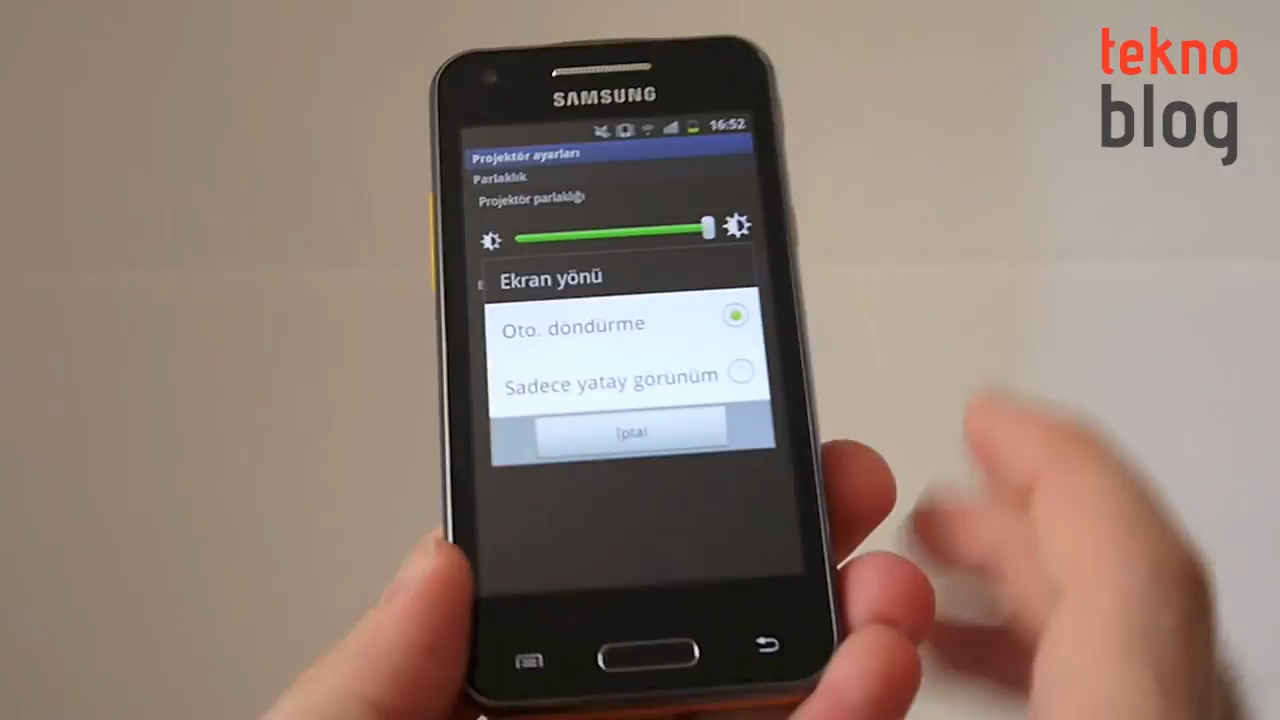 tekno
blog
SAMSUNG
16:52
Projektör ayarları
Parlaklık
Projektör parlaklığı
Ekran yönü
Oto. döndürme
Sadece yatay görünüm
İptal